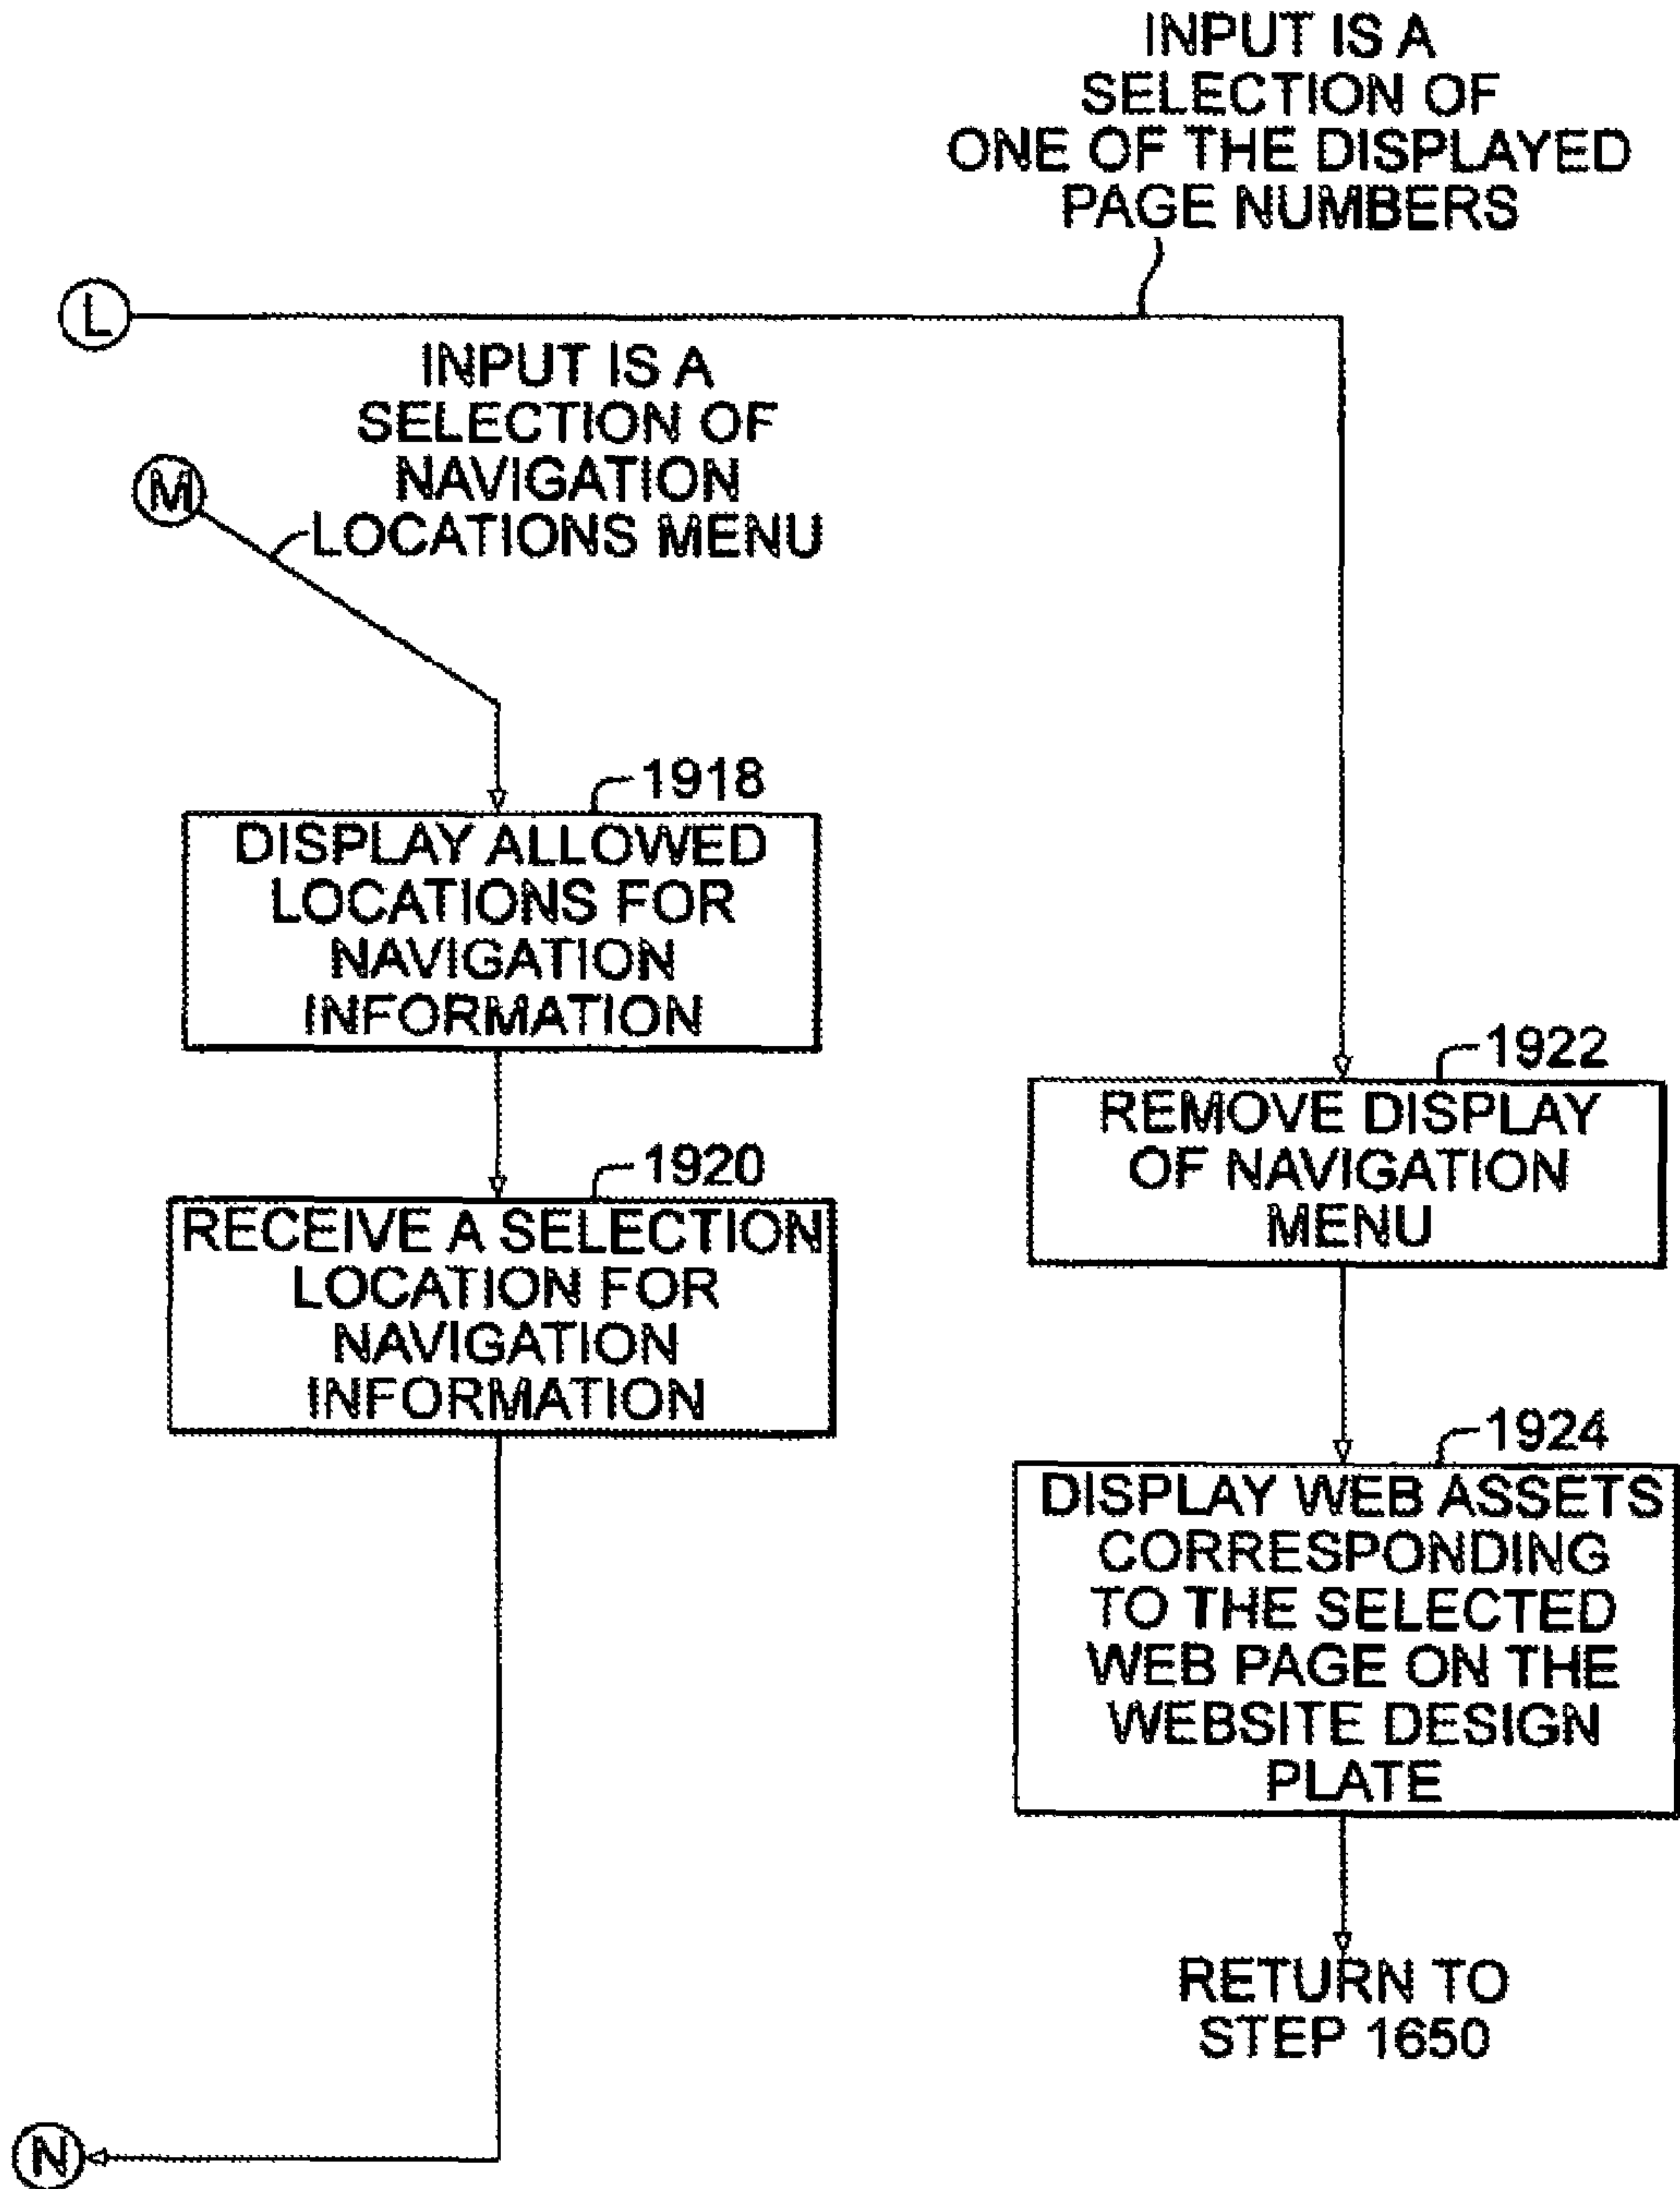 INPUT IS A
SELECTION OF
ONE OF THE DISPLAYED
PAGE NUMBERS
L
INPUT IS A
SELECTION OF
NAVIGATION
LOCATIONS MENU
M
1918
DISPLAY ALLOWED
LOCATIONS FOR
NAVIGATION
INFORMATION
1920
RECEIVE A SELECTION
LOCATION FOR
NAVIGATION
INFORMATION
1922
REMOVE DISPLAY
OF NAVIGATION
MENU
1924
DISPLAY WEB ASSETS
CORRESPONDING
TO THE SELECTED
WEB PAGE ON THE
WEBSITE DESIGN
PLATE
RETURN TO
STEP 1650
N